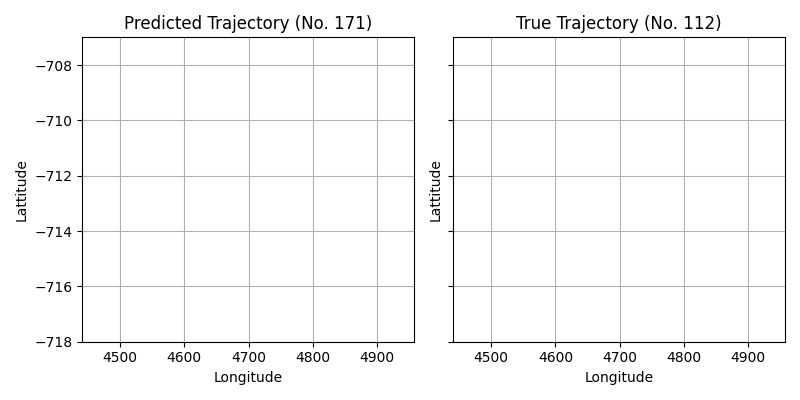 Predicted Trajectory (No. 171)
−708
−710
−712
−714
−716
−718
Lattitude
4500 4600 4700 4800 4900
Longitude
True Trajectory (No. 112)
Lattitude
4500 4600 4700 4800 4900
Longitude